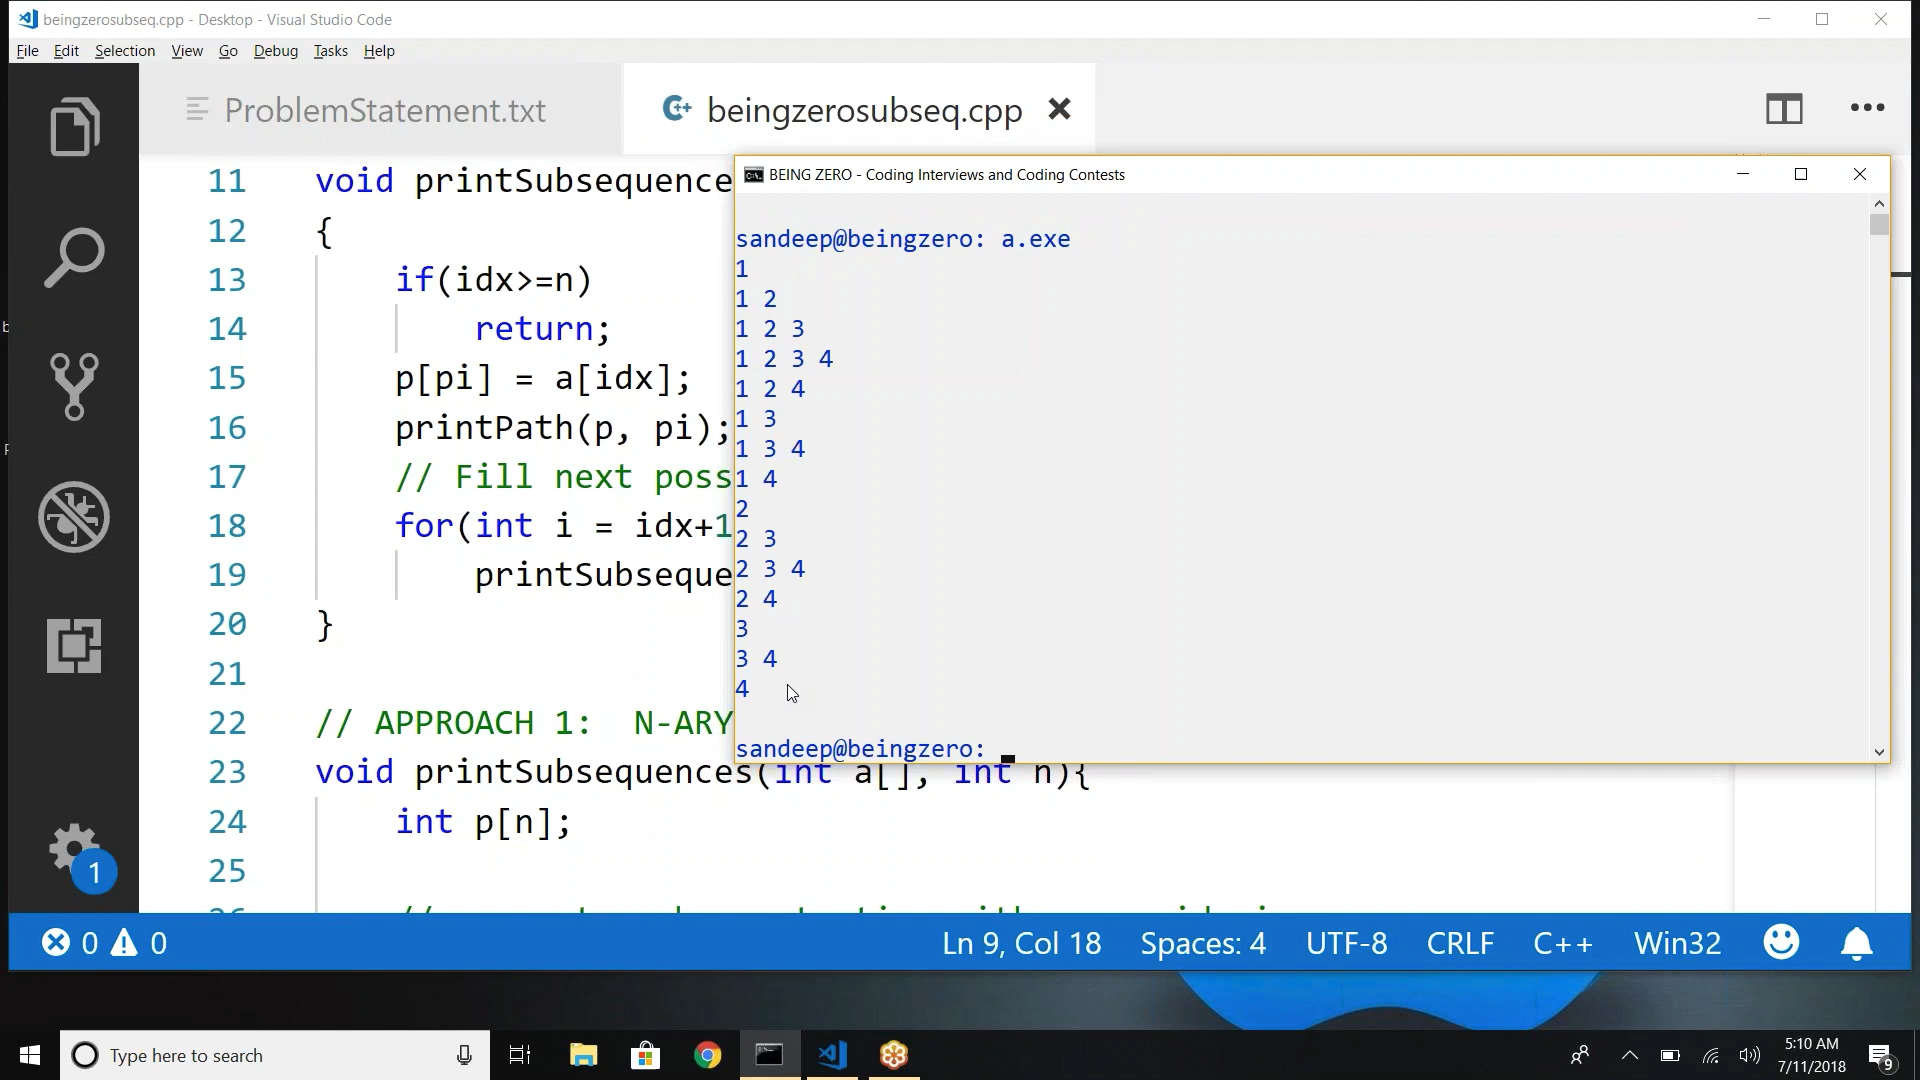 beingzerosubseq.cpp - Desktop - Visual Studio Code
File Edit Selection View Go Debug Tasks Help
ProblemStatement.txt
beingzerosubseq.cpp
11 void printSubsequence
12 {
13 if(idx>=n)
14 return;
15 p[pi] = a[idx];
16 printPath(p, pi);
17 // Fill next poss
18 for(int i = idx+1
19 printSubseque
20 }
21
22 // APPROACH 1: N-ARY
23 void printSubsequences(int a[], int n){
24 int p[n];
25
BEING ZERO - Coding Interviews and Coding Contests
sandeep@beingzero: a.exe
1
1 2
1 2 3
1 2 3 4
1 2 4
1 3
1 3 4
1 4
2
2 3
2 3 4
2 4
3
3 4
4
sandeep@beingzero:
1
0 0 Ln 9, Col 18 Spaces: 4 UTF-8 CRLF C++ Win32
Type here to search
5:10 AM
7/11/2018
9